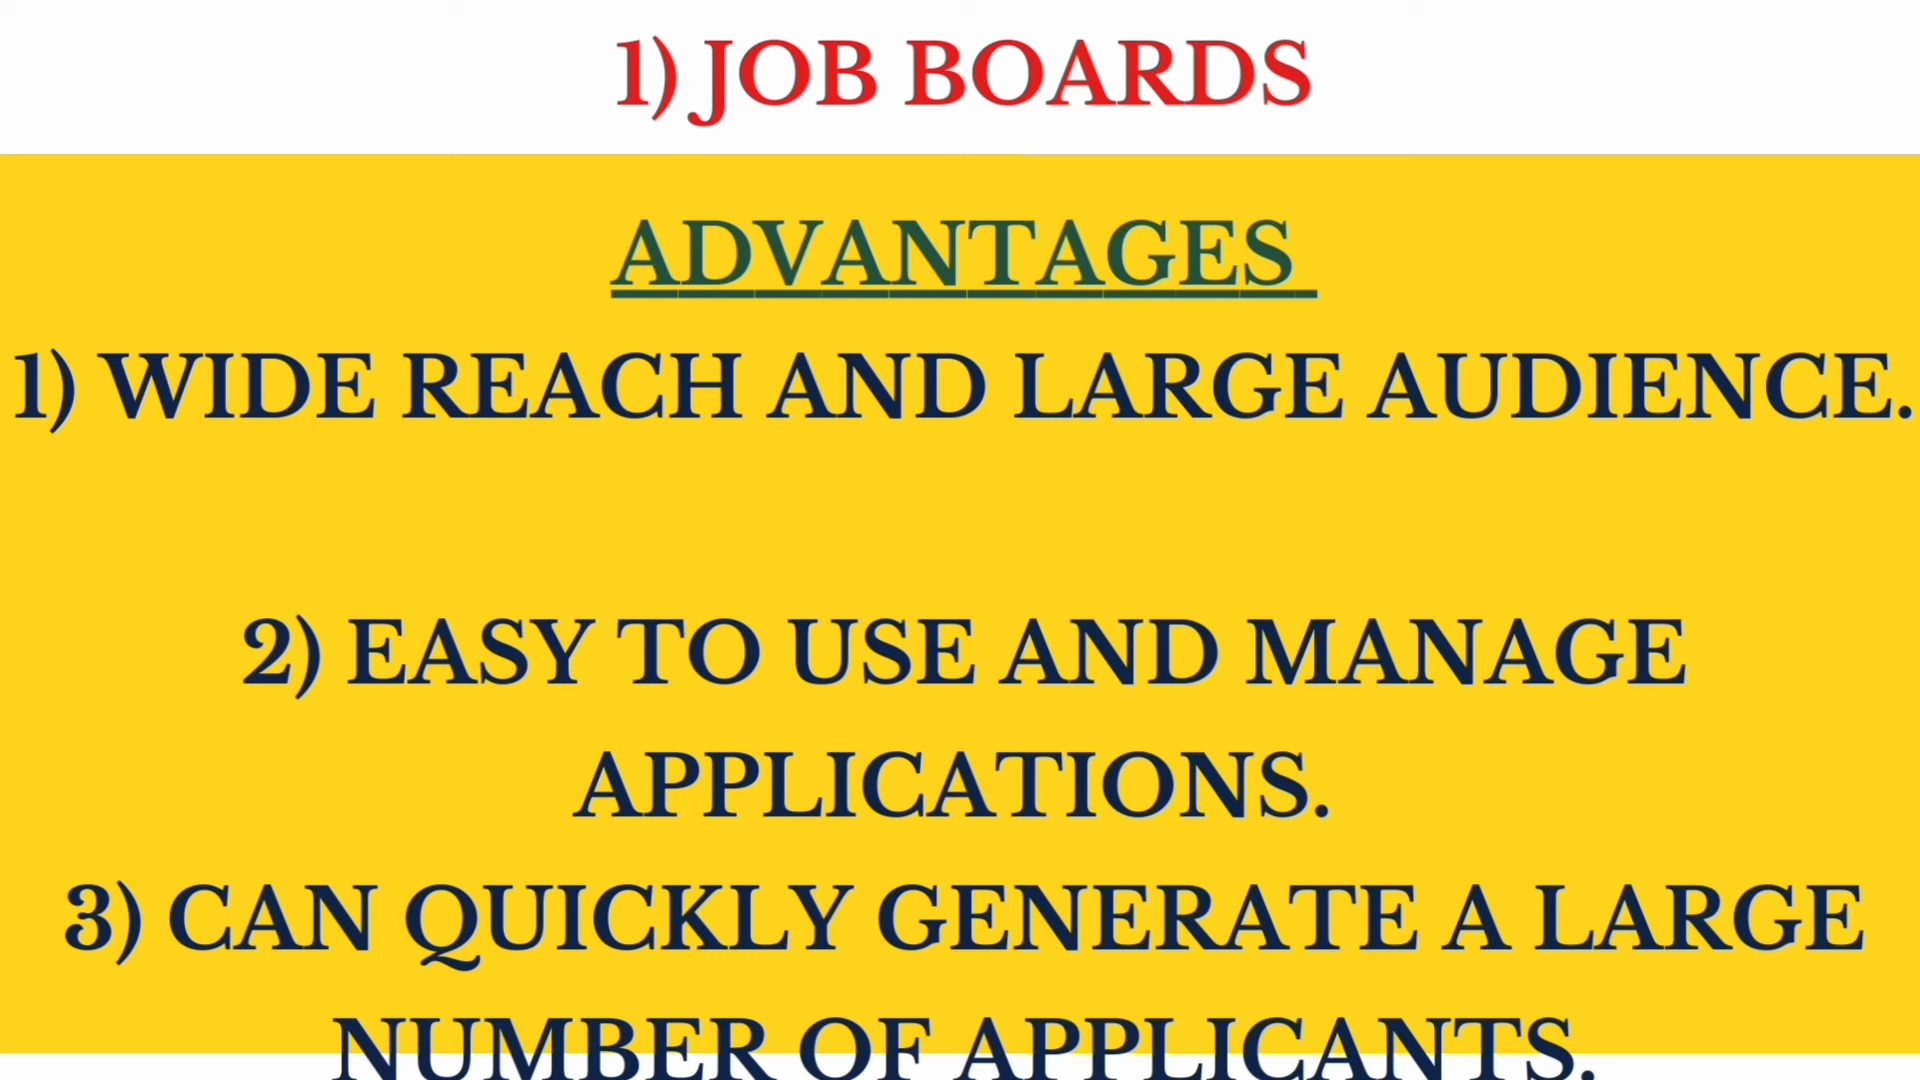 1) JOB BOARDS
ADVANTAGES
1) WIDE REACH AND LARGE AUDIENCE.
2) EASY TO USE AND MANAGE
APPLICATIONS.
3) CAN QUICKLY GENERATE A LARGE
NUMBER OF APPLICANTS.